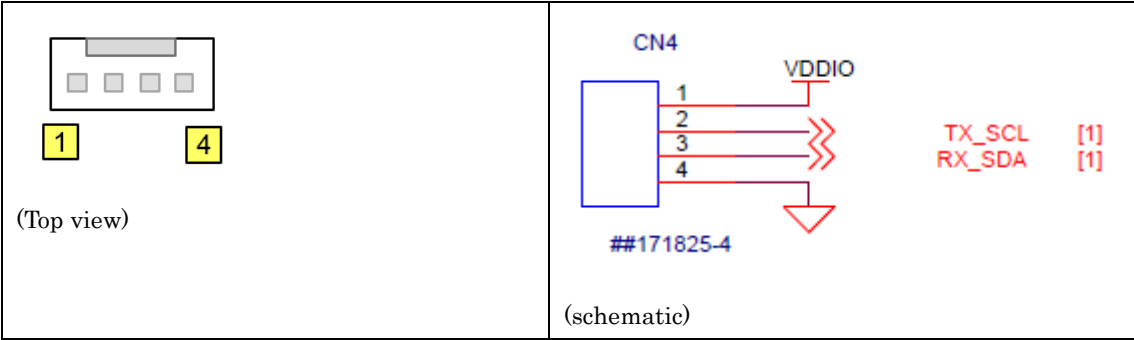 1
4
(Top view)
CN4
VDDIO
1
2
3
4
TX_SCL [1]
RX_SDA [1]
##171825-4
(schematic)